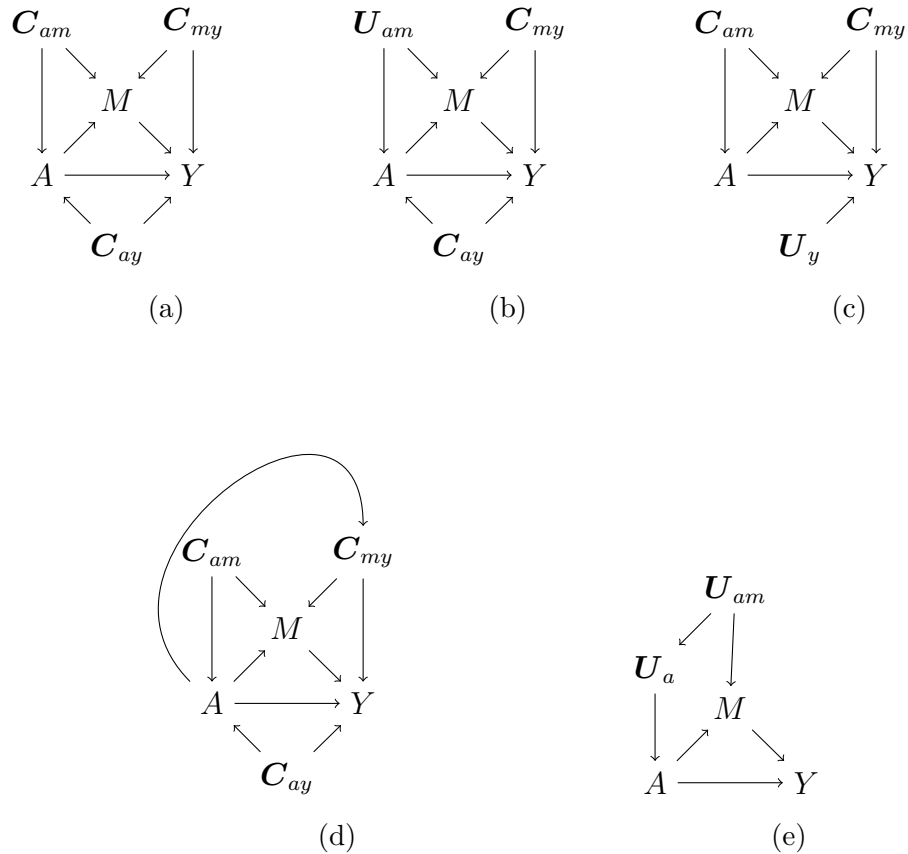 C_am C_my U_am C_my C_am C_my
M M M
A Y A Y A Y
C_ay C_ay U_y
(a) (b) (c)
C_am C_my
U_am
M
U_a
M
A Y
C_ay
A Y
(d) (e)